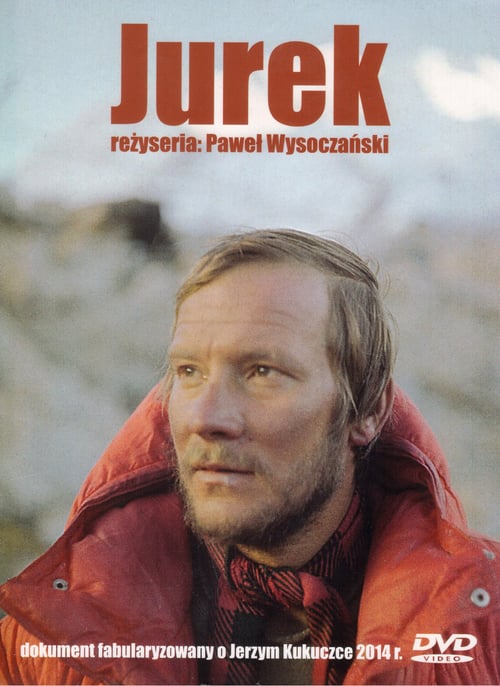 Jurek
reżyseria: Paweł Wysoczański
dokument fabularyzowany o Jerzym Kukuczce 2014 r.
DVD
VIDEO